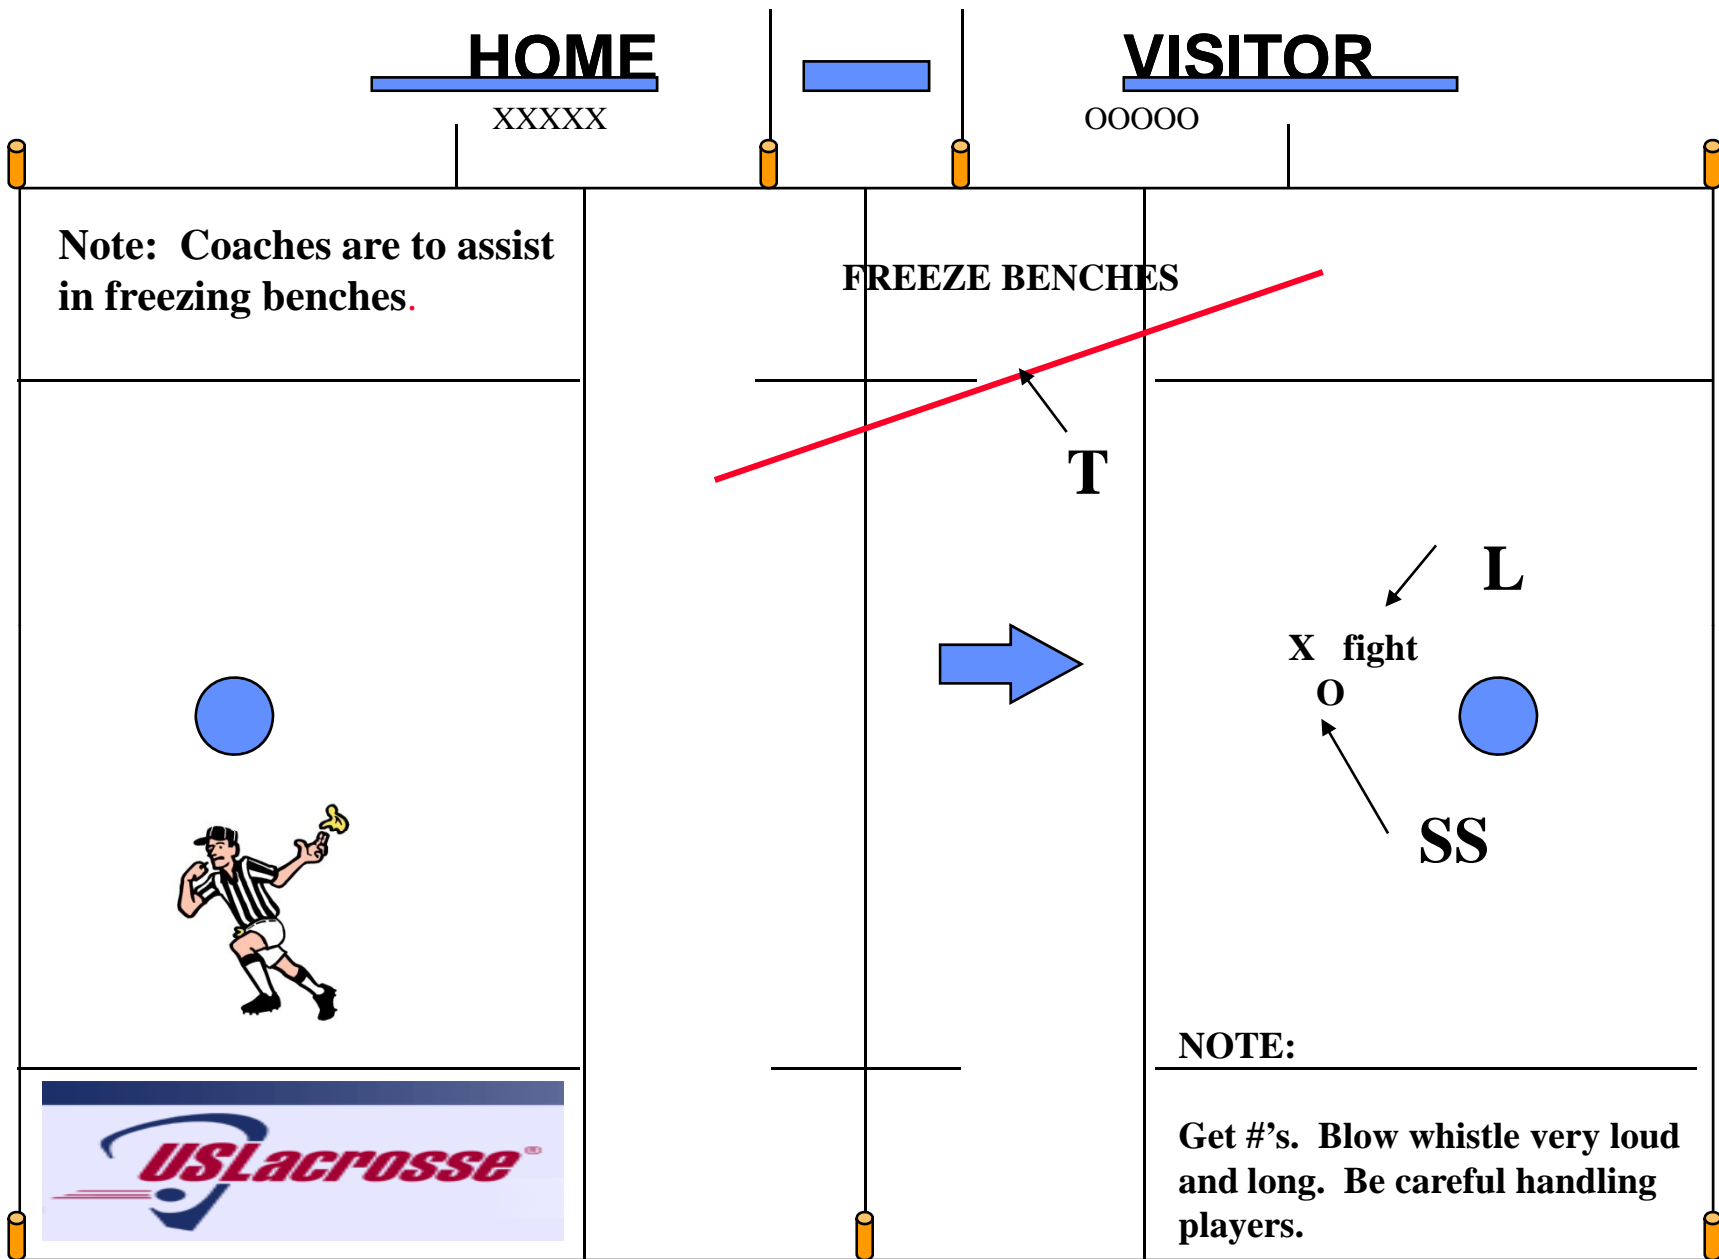 HOME
VISITOR
XXXXX
OOOOO
Note: Coaches are to assist
in freezing benches.
FREEZE BENCHES
T
L
X fight
O
SS
NOTE:
USLacrosse®
Get #’s. Blow whistle very loud
and long. Be careful handling
players.